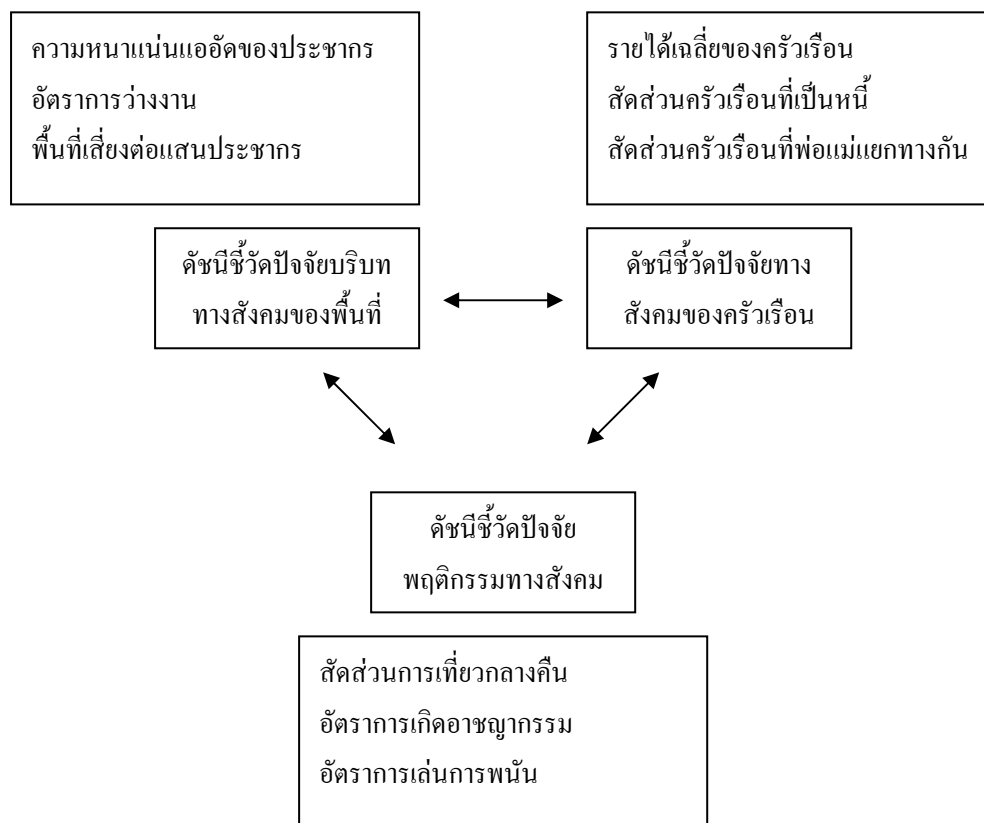 ความหนาแน่นแออัดของประชากร
อัตราการว่างงาน
พื้นที่เสี่ยงต่อแสนประชากร
รายได้เฉลี่ยของครัวเรือน
สัดส่วนครัวเรือนที่เป็นหนี้
สัดส่วนครัวเรือนที่พ่อแม่แยกทางกัน
ดัชนีชี้วัดปัจจัยบริบท
ทางสังคมของพื้นที่
ดัชนีชี้วัดปัจจัยทาง
สังคมของครัวเรือน
ดัชนีชี้วัดปัจจัย
พฤติกรรมทางสังคม
สัดส่วนการเที่ยวกลางคืน
อัตราการเกิดอาชญากรรม
อัตราการเล่นการพนัน